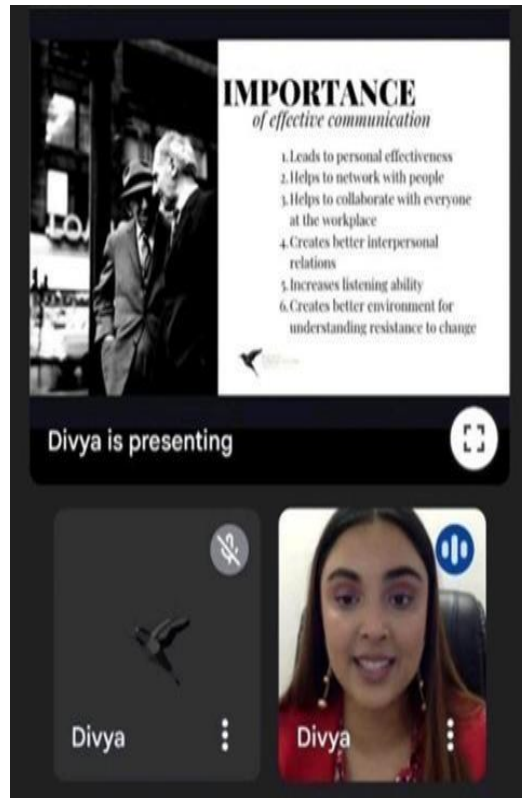 IMPORTANCE
of effective communication
1.Leads to personal effectiveness
2.Helps to network with people
3.Helps to collaborate with everyone
at the workplace
4.Creates better interpersonal
relations
5.Increases listening ability
6.Creates better environment for
understanding resistance to change
Divya is presenting
Divya
Divya